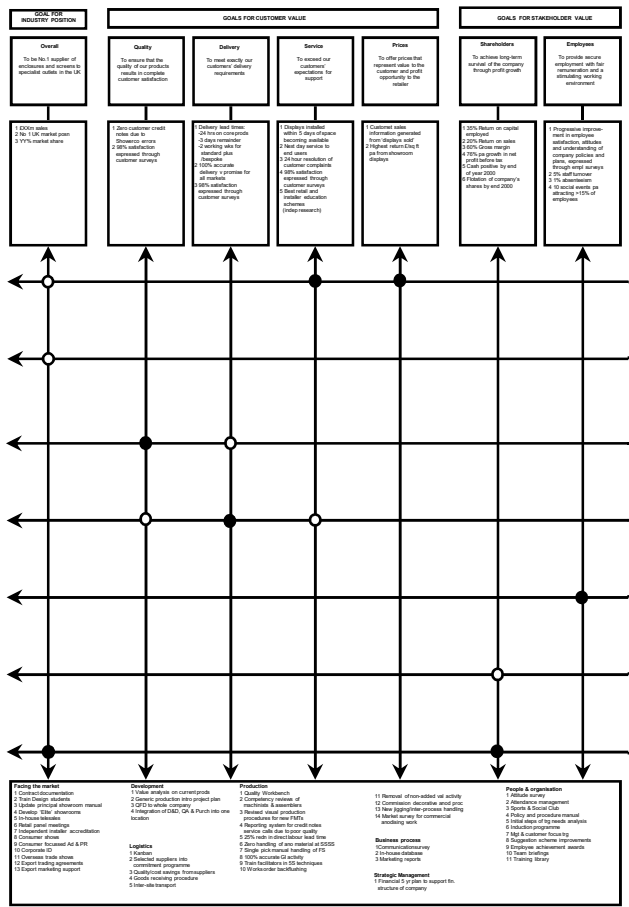 GOAL FOR
INDUSTRY POSITION
GOALS FOR CUSTOMER VALUE
GOALS FOR STAKEHOLDER VALUE
Overall
To be No.1 supplier of
enclosures and screens to
specialist outlets in the UK
Quality
To ensure that the
quality of our products
results in complete
customer satisfaction
Delivery
To meet exactly our
customers' delivery
requirements
Service
To exceed our
customers'
expectations for
support
Prices
To offer prices that
represent value to the
customer and profit
opportunity to the
retailer
Shareholders
To achieve long-term
survival of the company
through profit growth
Employees
To provide secure
employment with fair
remuneration and a
stimulating working
environment
1 £XXm sales
2 No 1 UK market posn
3 YY% market share
1 Zero customer credit
notes due to
Showerco errors
2 98% satisfaction
expressed through
customer surveys
1 Delivery lead times:
-24 hrs on core prods
-3 days remainder
-2 working wks for
standard plus
/bespoke
2 100% accurate
delivery v promise for
all markets
3 98% satisfaction
expressed through
customer surveys
1 Displays installed
within 5 days of space
becoming available
2 Next day service to
end users
3 24 hour resolution of
customer complaints
4 98% satisfaction
expressed through
customer surveys
5 Best retail and
installer education
schemes
(indep research)
1 Customer sales
information generated
from 'displays sold'
2 Highest return £/sq ft
pa from showroom
displays
1 35% Return on capital
employed
2 20% Return on sales
3 60% Gross margin
4 76% pa growth in net
profit before tax
5 Cash positive by end
of year 2000
6 Flotation of company's
shares by end 2000
1 Progressive improve-
ment in employee
satisfaction, attitudes
and understanding of
company policies and
plans, expressed
through empl surveys
2 5% staff turnover
3 1% absenteeism
4 10 social events pa
attracting >15% of
employees
Facing the market
1 Contract documentation
2 Train Design students
3 Update principal showroom manual
4 Develop 'Elite' showrooms
5 In-house telesales
6 Retail panel meetings
7 Independent installer accreditation
8 Consumer shows
9 Consumer focussed Ad & PR
10 Corporate ID
11 Overseas trade shows
12 Export trading agreements
13 Export marketing support
Development
1 Value analysis on current prods
2 Generic production intro project plan
3 QFD to whole company
4 Integration of D&D, QA & Purch into one
location
Logistics
1 Kanban
2 Selected suppliers into
commitment programme
3 Quality/cost savings from suppliers
4 Goods receiving procedure
5 Inter-site transport
Production
1 Quality Workbench
2 Competency reviews of
machinists & assemblers
3 Revised visual production
procedures for new FMTs
4 Reporting system for credit notes
service calls due to poor quality
5 25% redn in direct labour lead time
6 Zero handling of ano material at SSSS
7 Single pick manual handling of FS
8 100% accurate GI activity
9 Train facilitators in 5S techniques
10 Works order backflushing
11 Removal of non-added val activity
12 Commission decorative anod proc
13 New jigging/inter-process handling
14 Market survey for commercial
anodising work
Business process
1Communication survey
2 In-house database
3 Marketing reports
Strategic Management
1 Financial 5 yr plan to support fin.
structure of company
People & organisation
1 Attitude survey
2 Attendance management
3 Sports & Social Club
4 Policy and procedure manual
5 Initial steps of trg needs analysis
6 Induction programme
7 Mgt & customer focus trg
8 Suggestion scheme improvements
9 Employee achievement awards
10 Team briefings
11 Training library